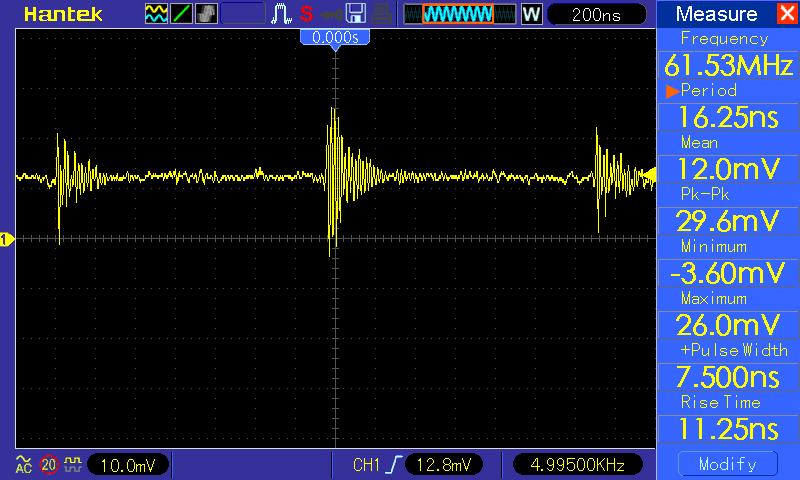 Hantek S W 200ns Measure
0.000s
Frequency
61.53MHz
Period
16.25ns
Mean
12.0mV
Pk-Pk
29.6mV
Minimum
-3.60mV
Maximum
26.0mV
+Pulse Width
7.500ns
Rise Time
11.25ns
Modify
1
AC 20 10.0mV CH1 12.8mV 4.99500KHz